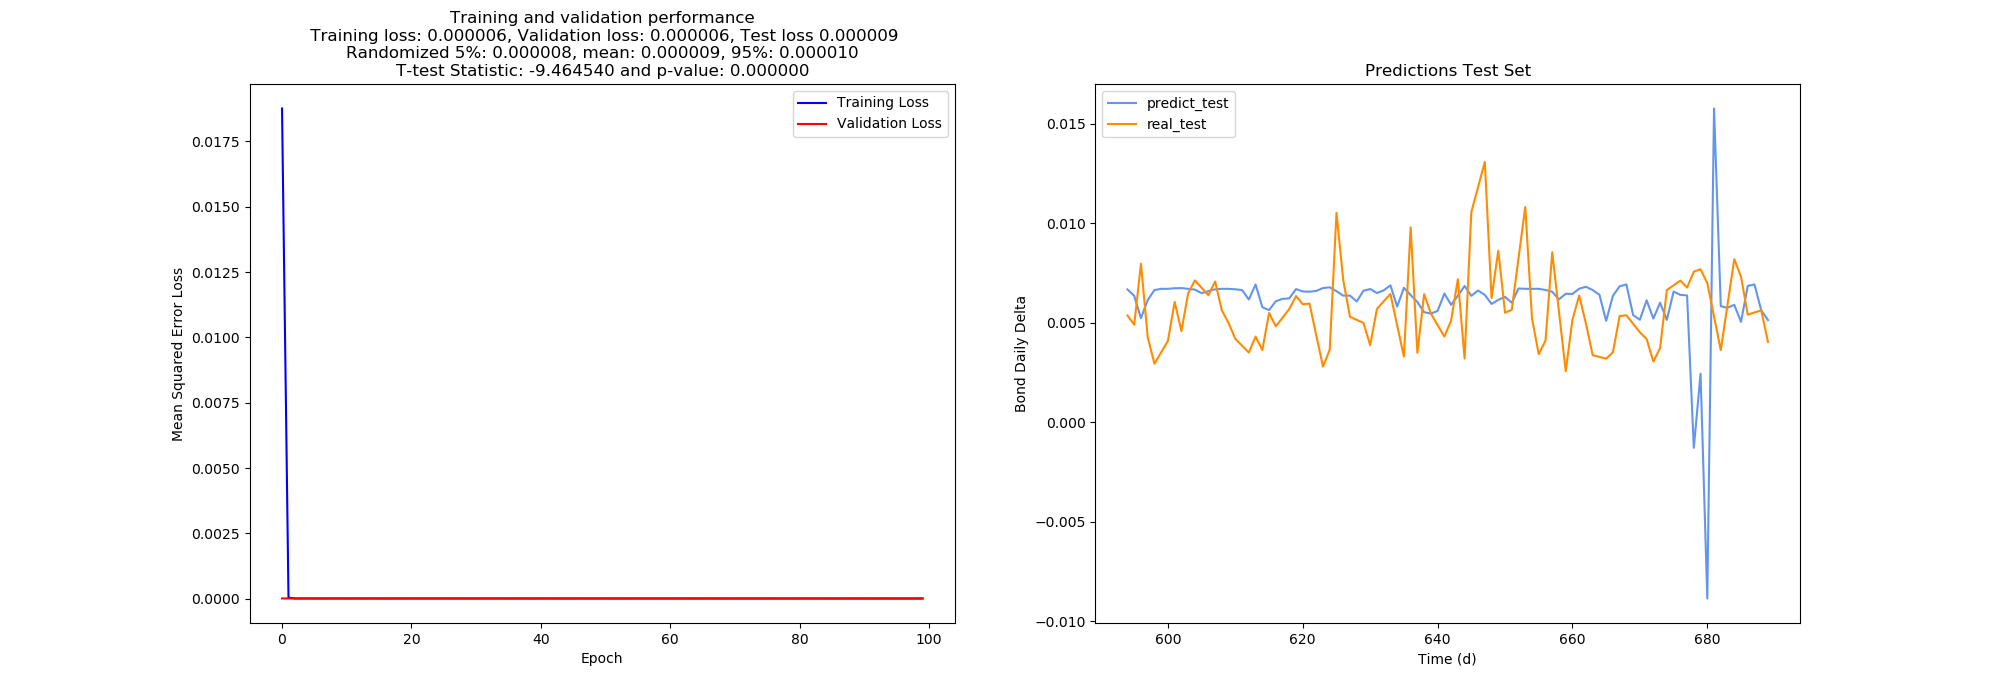 Training and validation performance
Training loss: 0.000006, Validation loss: 0.000006, Test loss 0.000009
Randomized 5%: 0.000008, mean: 0.000009, 95%: 0.000010
T-test Statistic: -9.464540 and p-value: 0.000000
Training Loss
Validation Loss
0.0175
0.0150
0.0125
0.0100
0.0075
0.0050
0.0025
0.0000
Mean Squared Error Loss
0 20 40 60 80 100
Epoch
Predictions Test Set
predict_test
real_test
0.015
0.010
0.005
0.000
−0.005
−0.010
Bond Daily Delta
600 620 640 660 680
Time (d)